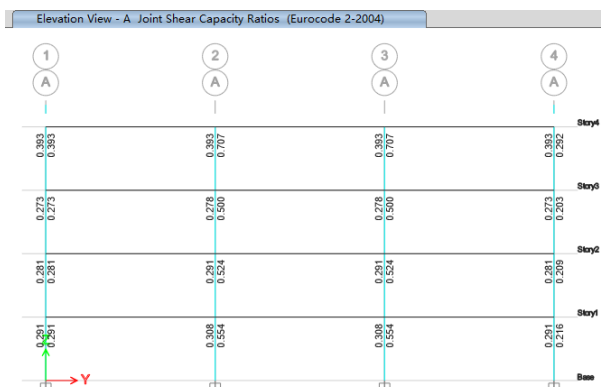 Elevation View - A  Joint Shear Capacity Ratios  (Eurocode 2-2004)
1 2 3 4
A A A A
Story4
0.393 0.393 0.393 0.707 0.393 0.707 0.393 0.292
Story3
0.273 0.273 0.278 0.500 0.278 0.500 0.273 0.203
Story2
0.281 0.281 0.291 0.524 0.291 0.524 0.281 0.209
Story1
0.291 0.291 0.308 0.554 0.308 0.554 0.291 0.216
Y
Base